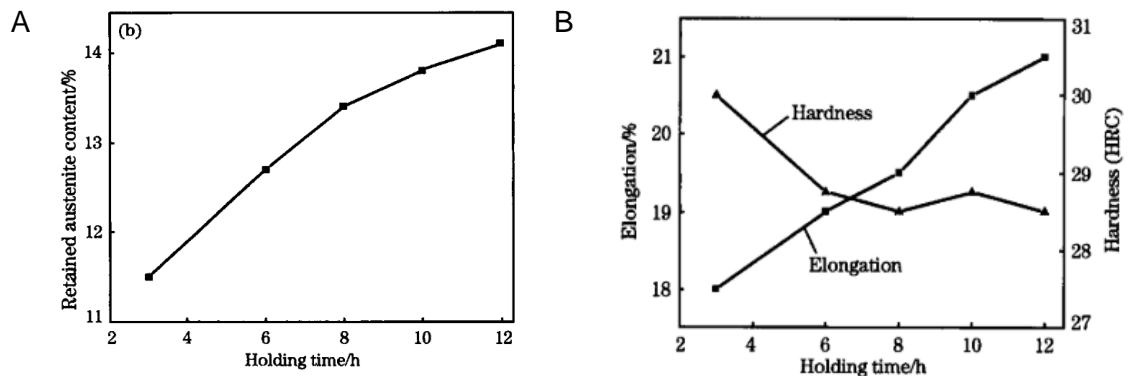 A
(b)
Retained austenite content/%
14
13
12
11
2 4 6 8 10 12
Holding time/h
B
Elongation/%
21
20
19
18
Hardness
Elongation
31
30
29
28
27
Hardness (HRC)
2 4 6 8 10 12
Holding time/h